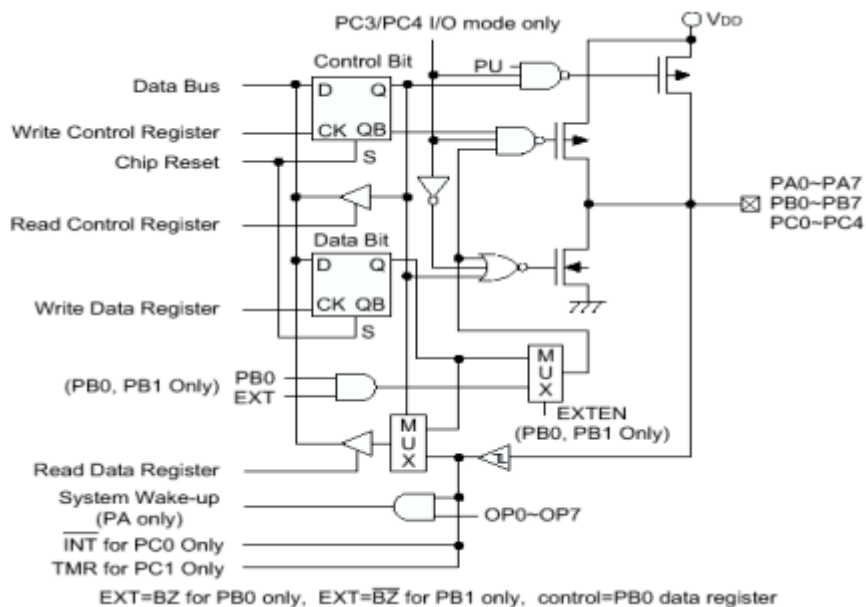 PC3/PC4 I/O mode only
VDD
Control Bit
PU
Data Bus
D Q
Write Control Register
CK QB
Chip Reset
S
PA0~PA7
PB0~PB7
PC0~PC4
Read Control Register
Data Bit
D Q
CK QB
Write Data Register
S
M
U
X
PB0
(PB0, PB1 Only)
EXT
EXTEN
(PB0, PB1 Only)
M
U
X
Read Data Register
System Wake-up
(PA only)
OP0~OP7
I̅N̅T̅ for PC0 Only
TMR for PC1 Only
EXT=BZ for PB0 only, EXT=B̅Z̅ for PB1 only, control=PB0 data register